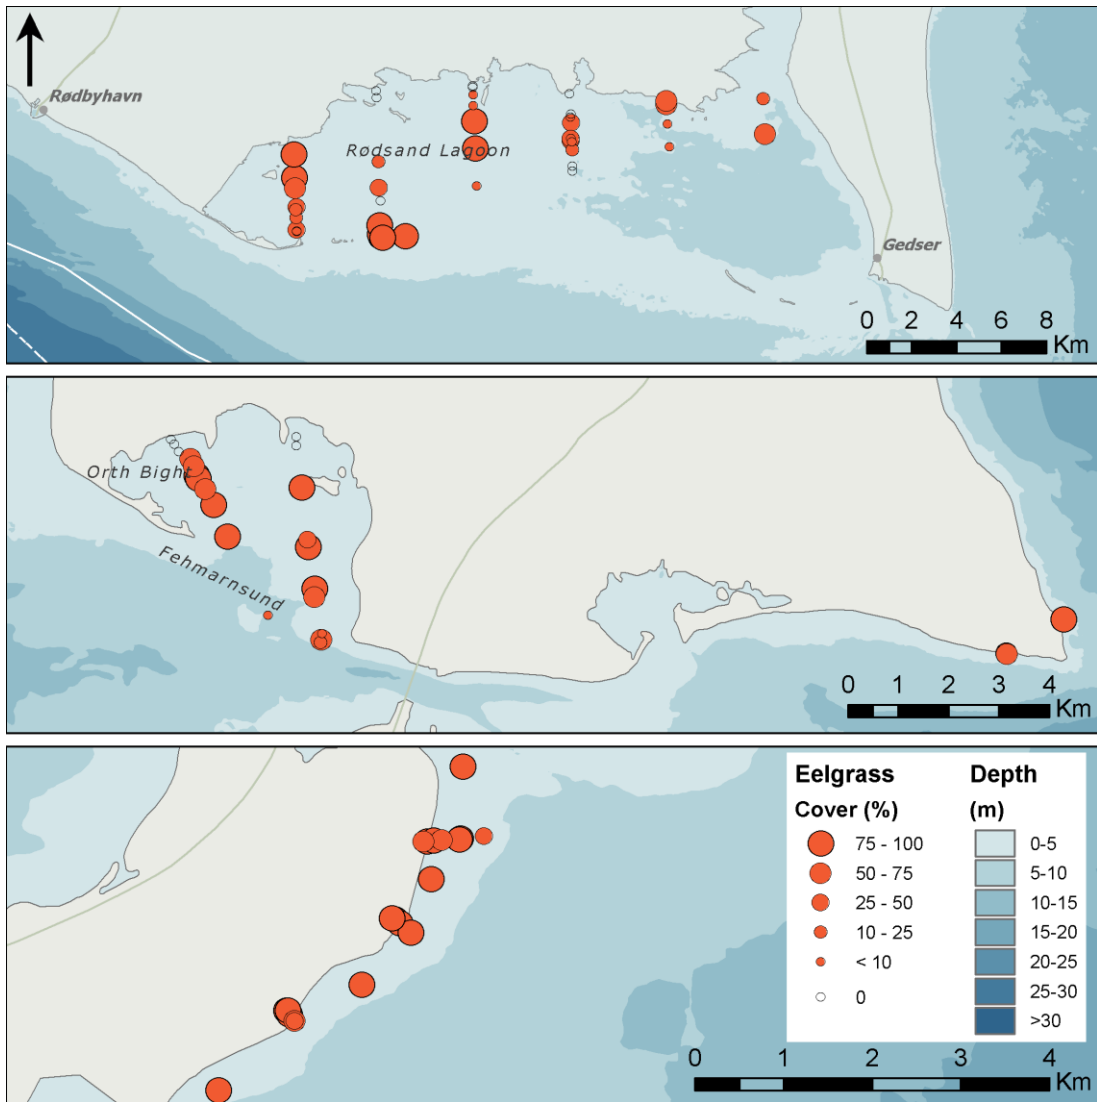 Rødbyhavn
Rødsand Lagoon
Gedser
0 2 4 6 8
Km
Orth Bight
Fehmarnsund
0 1 2 3 4
Km
Eelgrass Depth
Cover (%) (m)
75 - 100 0-5
50 - 75 5-10
25 - 50 10-15
10 - 25 15-20
< 10 20-25
0 25-30
>30
0 1 2 3 4
Km